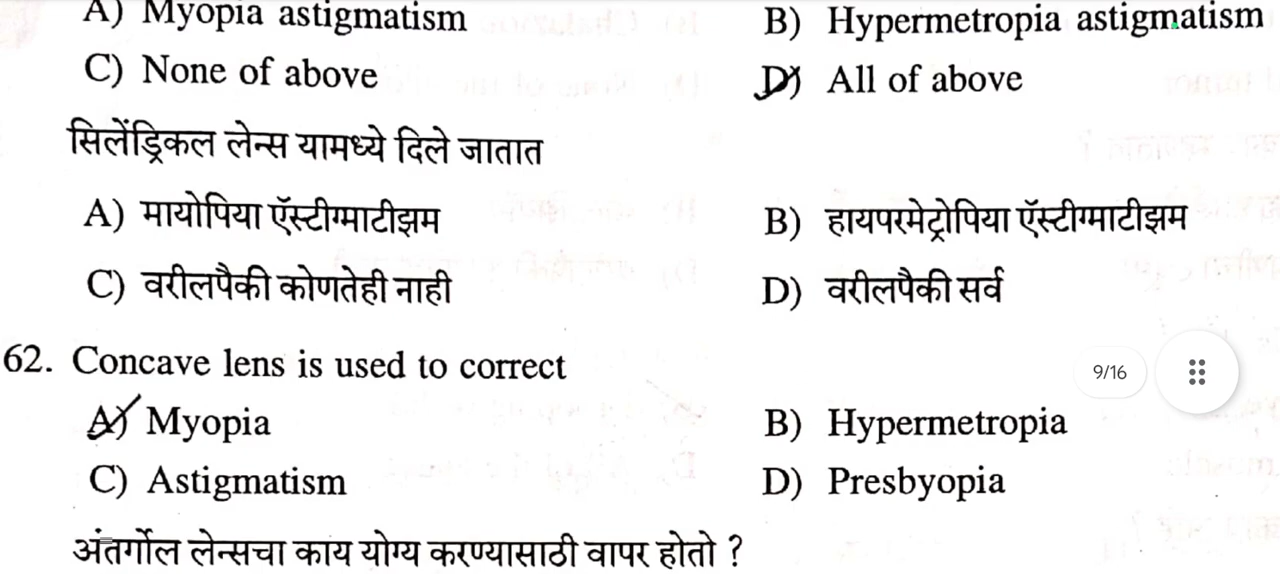 A) Myopia astigmatism B) Hypermetropia astigmatism
C) None of above D) All of above
सिलेंड्रिकल लेन्स यामध्ये दिले जातात
A) मायोपिया ऍस्टीग्माटीझम B) हायपरमेट्रोपिया ऍस्टीग्माटीझम
C) वरीलपैकी कोणतेही नाही D) वरीलपैकी सर्व
62. Concave lens is used to correct
9/16
A) Myopia B) Hypermetropia
C) Astigmatism D) Presbyopia
अंतर्गोल लेन्सचा काय योग्य करण्यासाठी वापर होतो ?